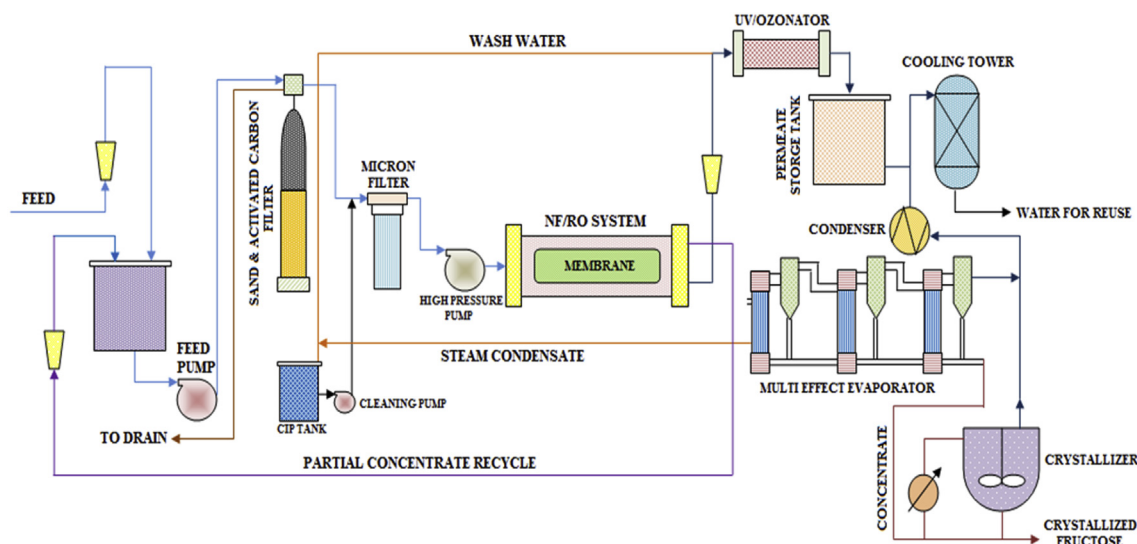 UV/OZONATOR
WASH WATER
COOLING TOWER
SAND & ACTIVATED CARBON
FILTER
PERMEATE
STORGE TANK
MICRON
FILTER
FEED
NF/RO SYSTEM
MEMBRANE
CONDENSER
WATER FOR REUSE
HIGH PRESSURE
PUMP
FEED
PUMP
STEAM CONDENSATE
MULTI EFFECT EVAPORATOR
CLEANING PUMP
CIP TANK
TO DRAIN
PARTIAL CONCENTRATE RECYCLE
CONCENTRATE
CRYSTALLIZER
CRYSTALLIZED
FRUCTOSE